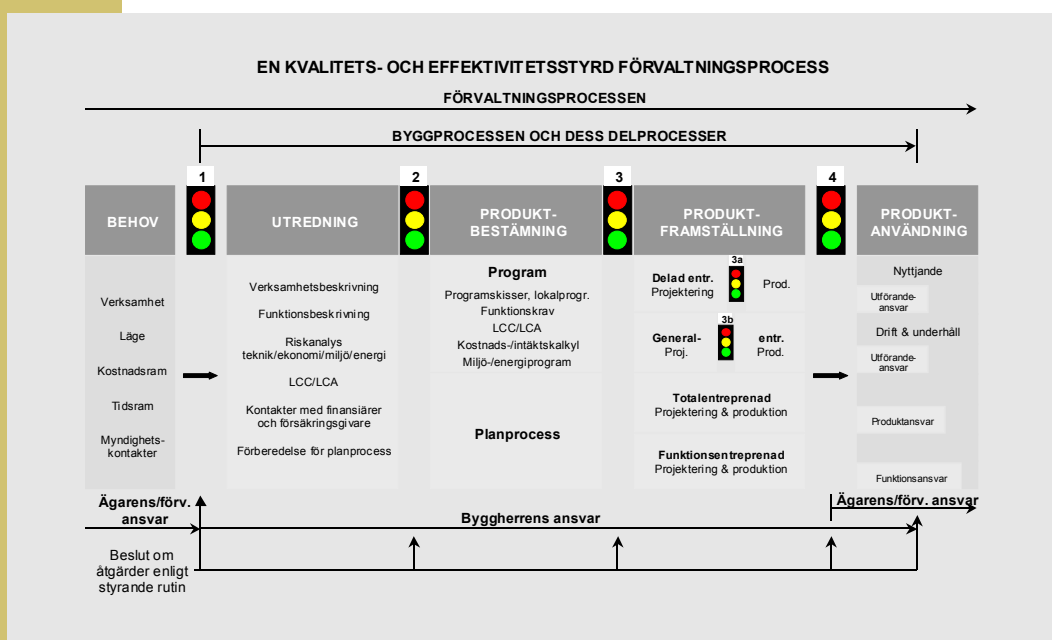 EN KVALITETS- OCH EFFEKTIVITETSSTYRD FÖRVALTNINGSPROCESS
FÖRVALTNINGSPROCESSEN
BYGGPROCESSEN OCH DESS DELPROCESSER
1
2
3
4
BEHOV
UTREDNING
PRODUKT-
BESTÄMNING
PRODUKT-
FRAMSTÄLLNING
PRODUKT-
ANVÄNDNING
Verksamhet
Läge
Kostnadsram
Tidsram
Myndighets-
kontakter
Verksamhetsbeskrivning
Funktionsbeskrivning
Riskanalys
teknik/ekonomi/miljö/energi
LCC/LCA
Kontakter med finansiärer
och försäkringsgivare
Förberedelse för planprocess
Program
Programskisser, lokalprogr.
Funktionskrav
LCC/LCA
Kostnads-/intäktskalkyl
Miljö-/energiprogram
Planprocess
3a
Delad entr.
Projektering
Prod.
3b
General-
Proj.
entr.
Prod.
Totalentreprenad
Projektering & produktion
Funktionsentreprenad
Projektering & produktion
Nyttjande
Utförande-
ansvar
Drift & underhåll
Utförande-
ansvar
Produktansvar
Funktionsansvar
Ägarens/förv.
ansvar
Byggherrens ansvar
Ägarens/förv. ansvar
Beslut om
åtgärder enligt
styrande rutin